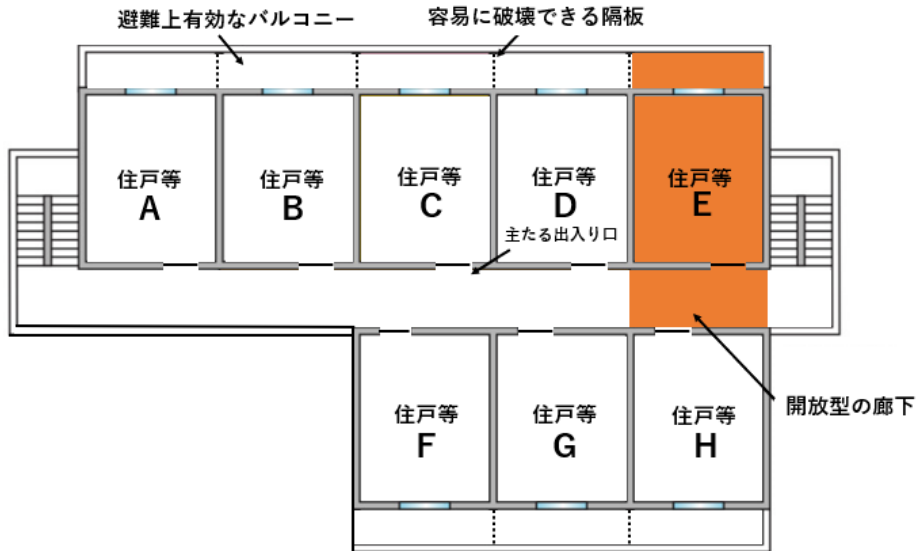 避難上有効なバルコニー
容易に破壊できる隔板
住戸等
A
住戸等
B
住戸等
C
住戸等
D
住戸等
E
主たる出入り口
住戸等
F
住戸等
G
住戸等
H
開放型の廊下